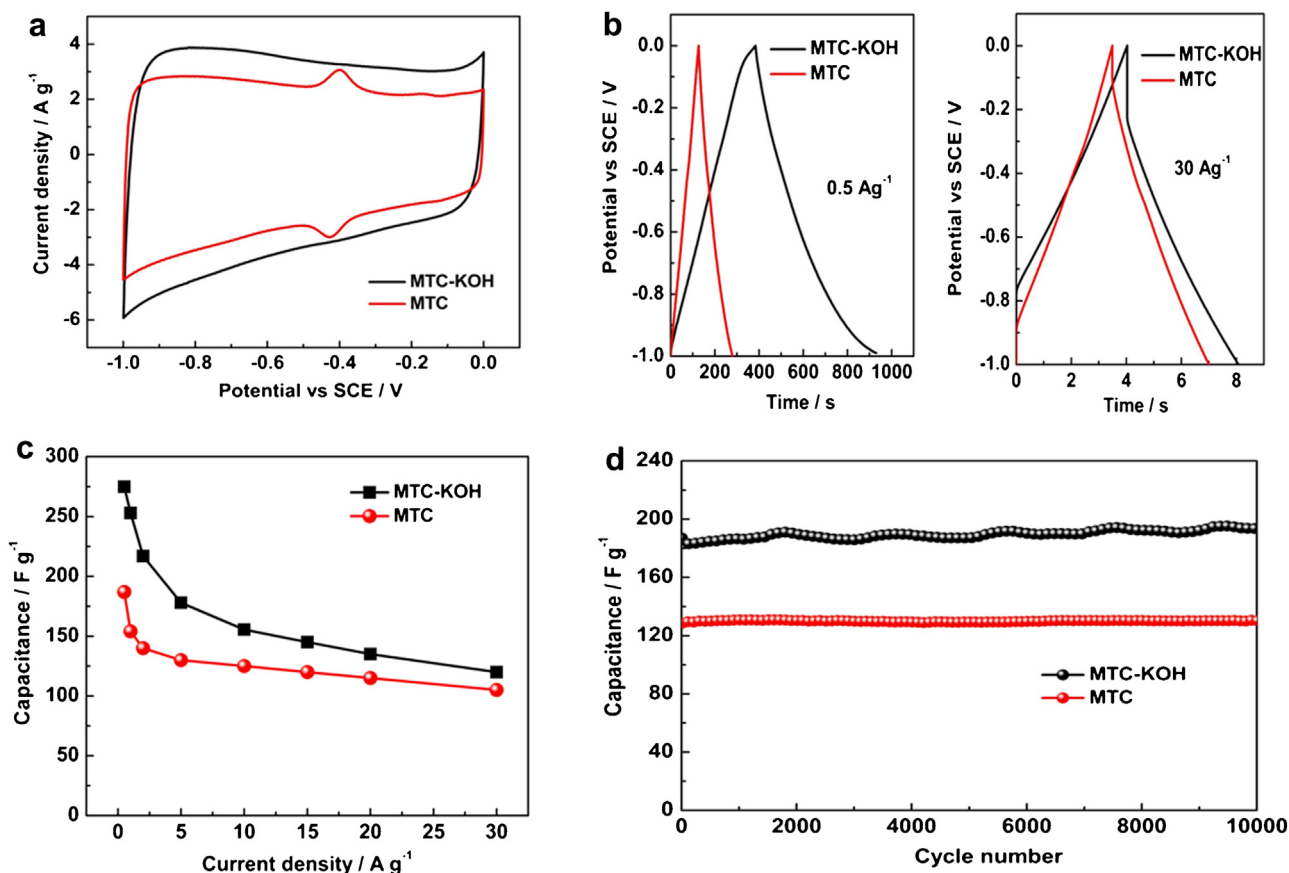 a
Current density / A g-1
4
2
0
-2
-4
-6
MTC-KOH
MTC
-1.0
-0.8
-0.6
-0.4
-0.2
0.0
Potential vs SCE / V
b
Potential vs SCE / V
0.0
-0.2
-0.4
-0.6
-0.8
-1.0
MTC-KOH
MTC
0.5 Ag-1
0
200
400
600
800
1000
Time / s
Potential vs SCE / V
0.0
-0.2
-0.4
-0.6
-0.8
-1.0
MTC-KOH
MTC
30 Ag-1
0
2
4
6
8
Time / s
c
Capacitance / F g-1
300
250
200
150
100
50
0
MTC-KOH
MTC
0
5
10
15
20
25
30
Current density / A g-1
d
Capacitance / F g-1
240
200
160
120
80
40
0
MTC-KOH
MTC
0
2000
4000
6000
8000
10000
Cycle number